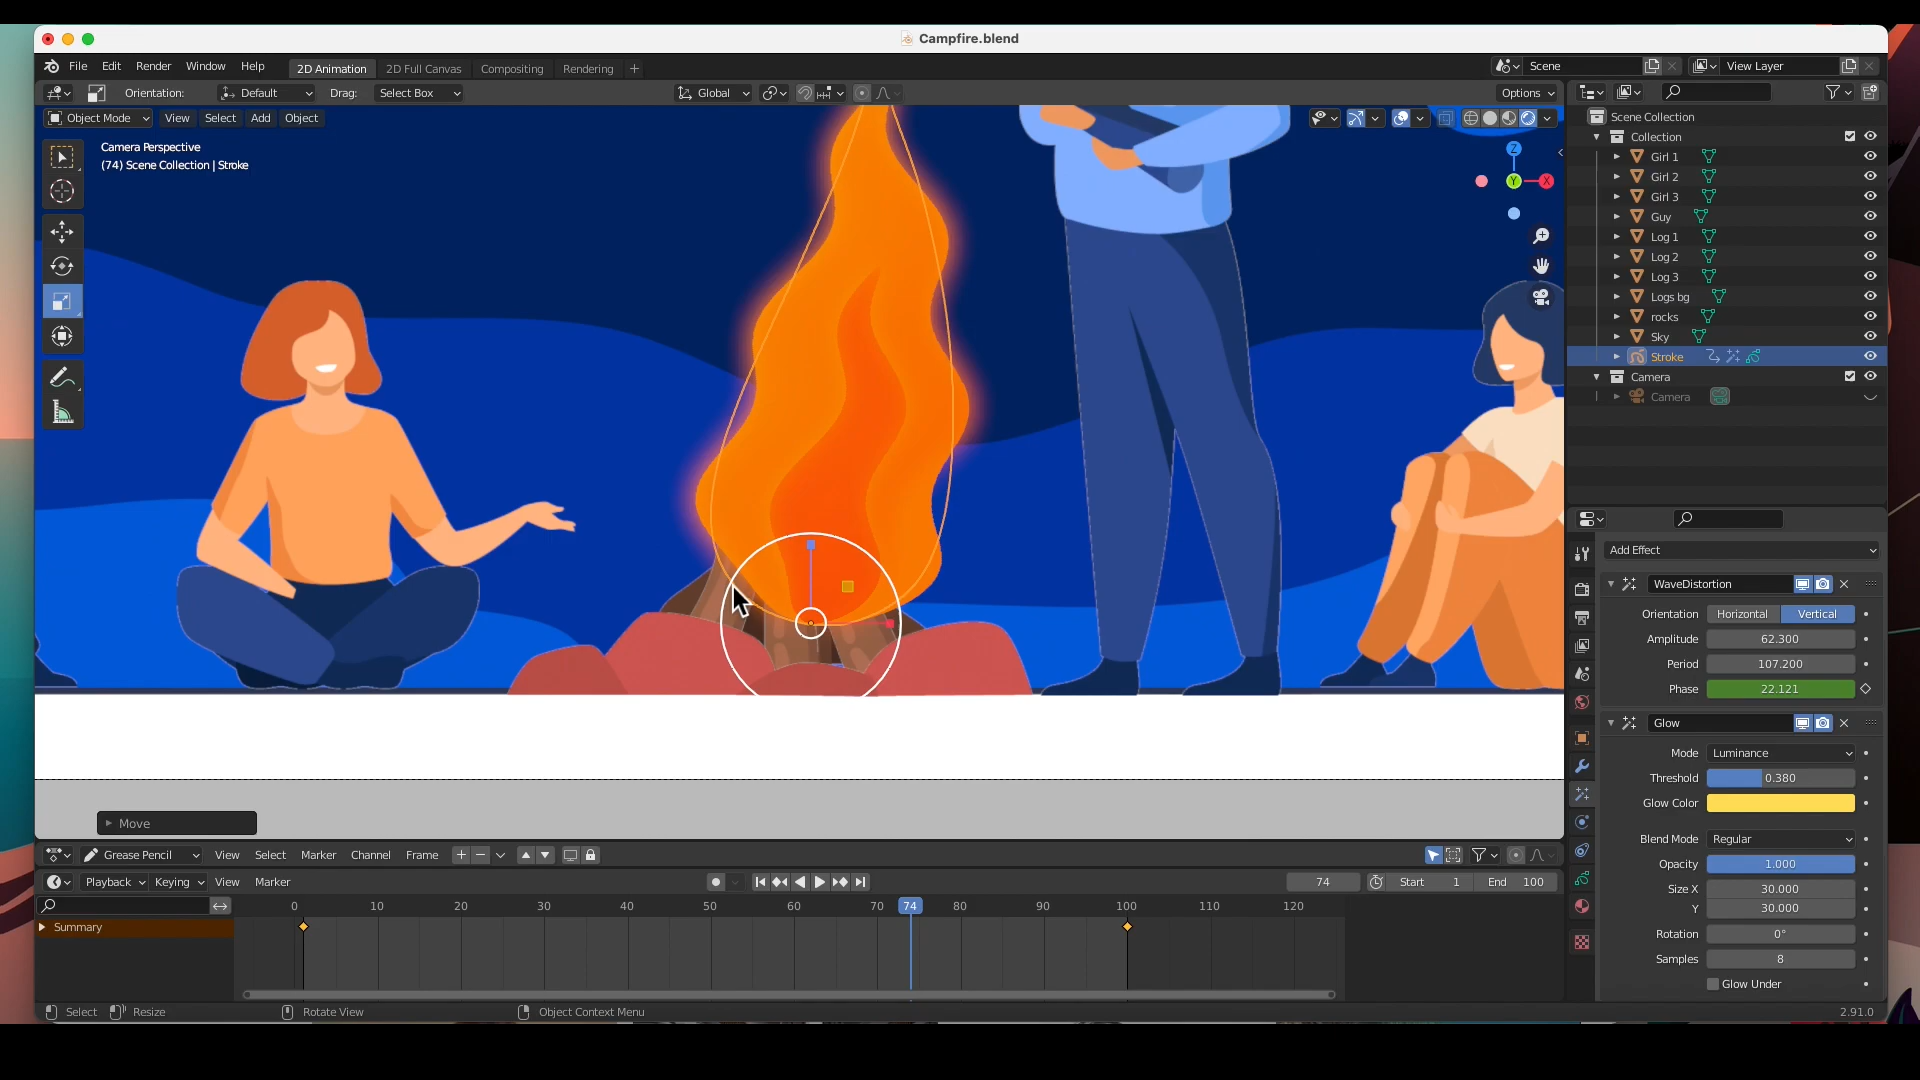 Campfire.blend
File Edit Render Window Help 2D Animation 2D Full Canvas Compositing Rendering + Scene View Layer
Orientation: Default Drag: Select Box Global Options
Object Mode View Select Add Object
Camera Perspective
(74) Scene Collection | Stroke
Z
Y
X
Move
Scene Collection
Collection
Girl 1
Girl 2
Girl 3
Guy
Log 1
Log 2
Log 3
Logs bg
rocks
Sky
Stroke
Camera
Camera
Add Effect
WaveDistortion
Orientation Horizontal Vertical
Amplitude 62.300
Period 107.200
Phase 22.121
Glow
Mode Luminance
Threshold 0.380
Glow Color
Blend Mode Regular
Opacity 1.000
Size X 30.000
Y 30.000
Rotation 0°
Samples 8
Glow Under
Grease Pencil View Select Marker Channel Frame
Playback Keying View Marker 74 Start 1 End 100
0 10 20 30 40 50 60 70 74 80 90 100 110 120
Summary
Select Resize Rotate View Object Context Menu 2.91.0